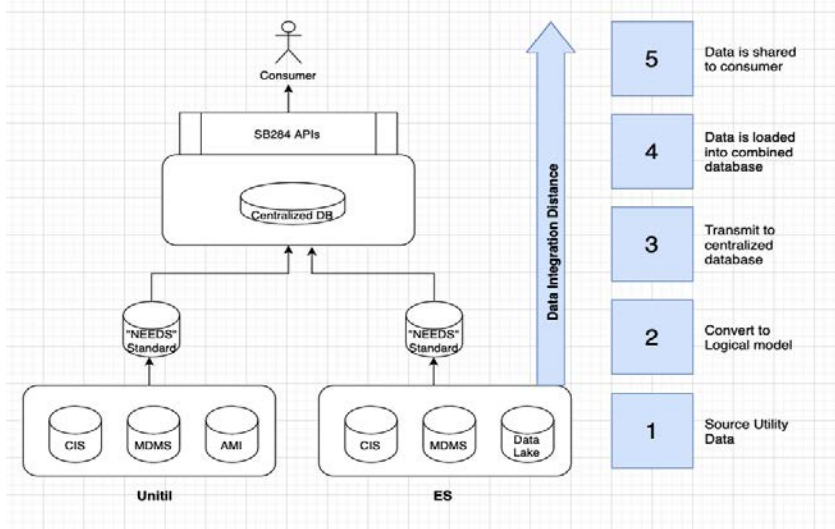 Consumer
SB284 APIs
Centralized DB
"NEEDS"
Standard
"NEEDS"
Standard
CIS
MDMS
AMI
CIS
MDMS
Data
Lake
Unitil
ES
Data Integration Distance
5
Data is shared
to consumer
4
Data is loaded
into combined
database
3
Transmit to
centralized
database
2
Convert to
Logical model
1
Source Utility
Data